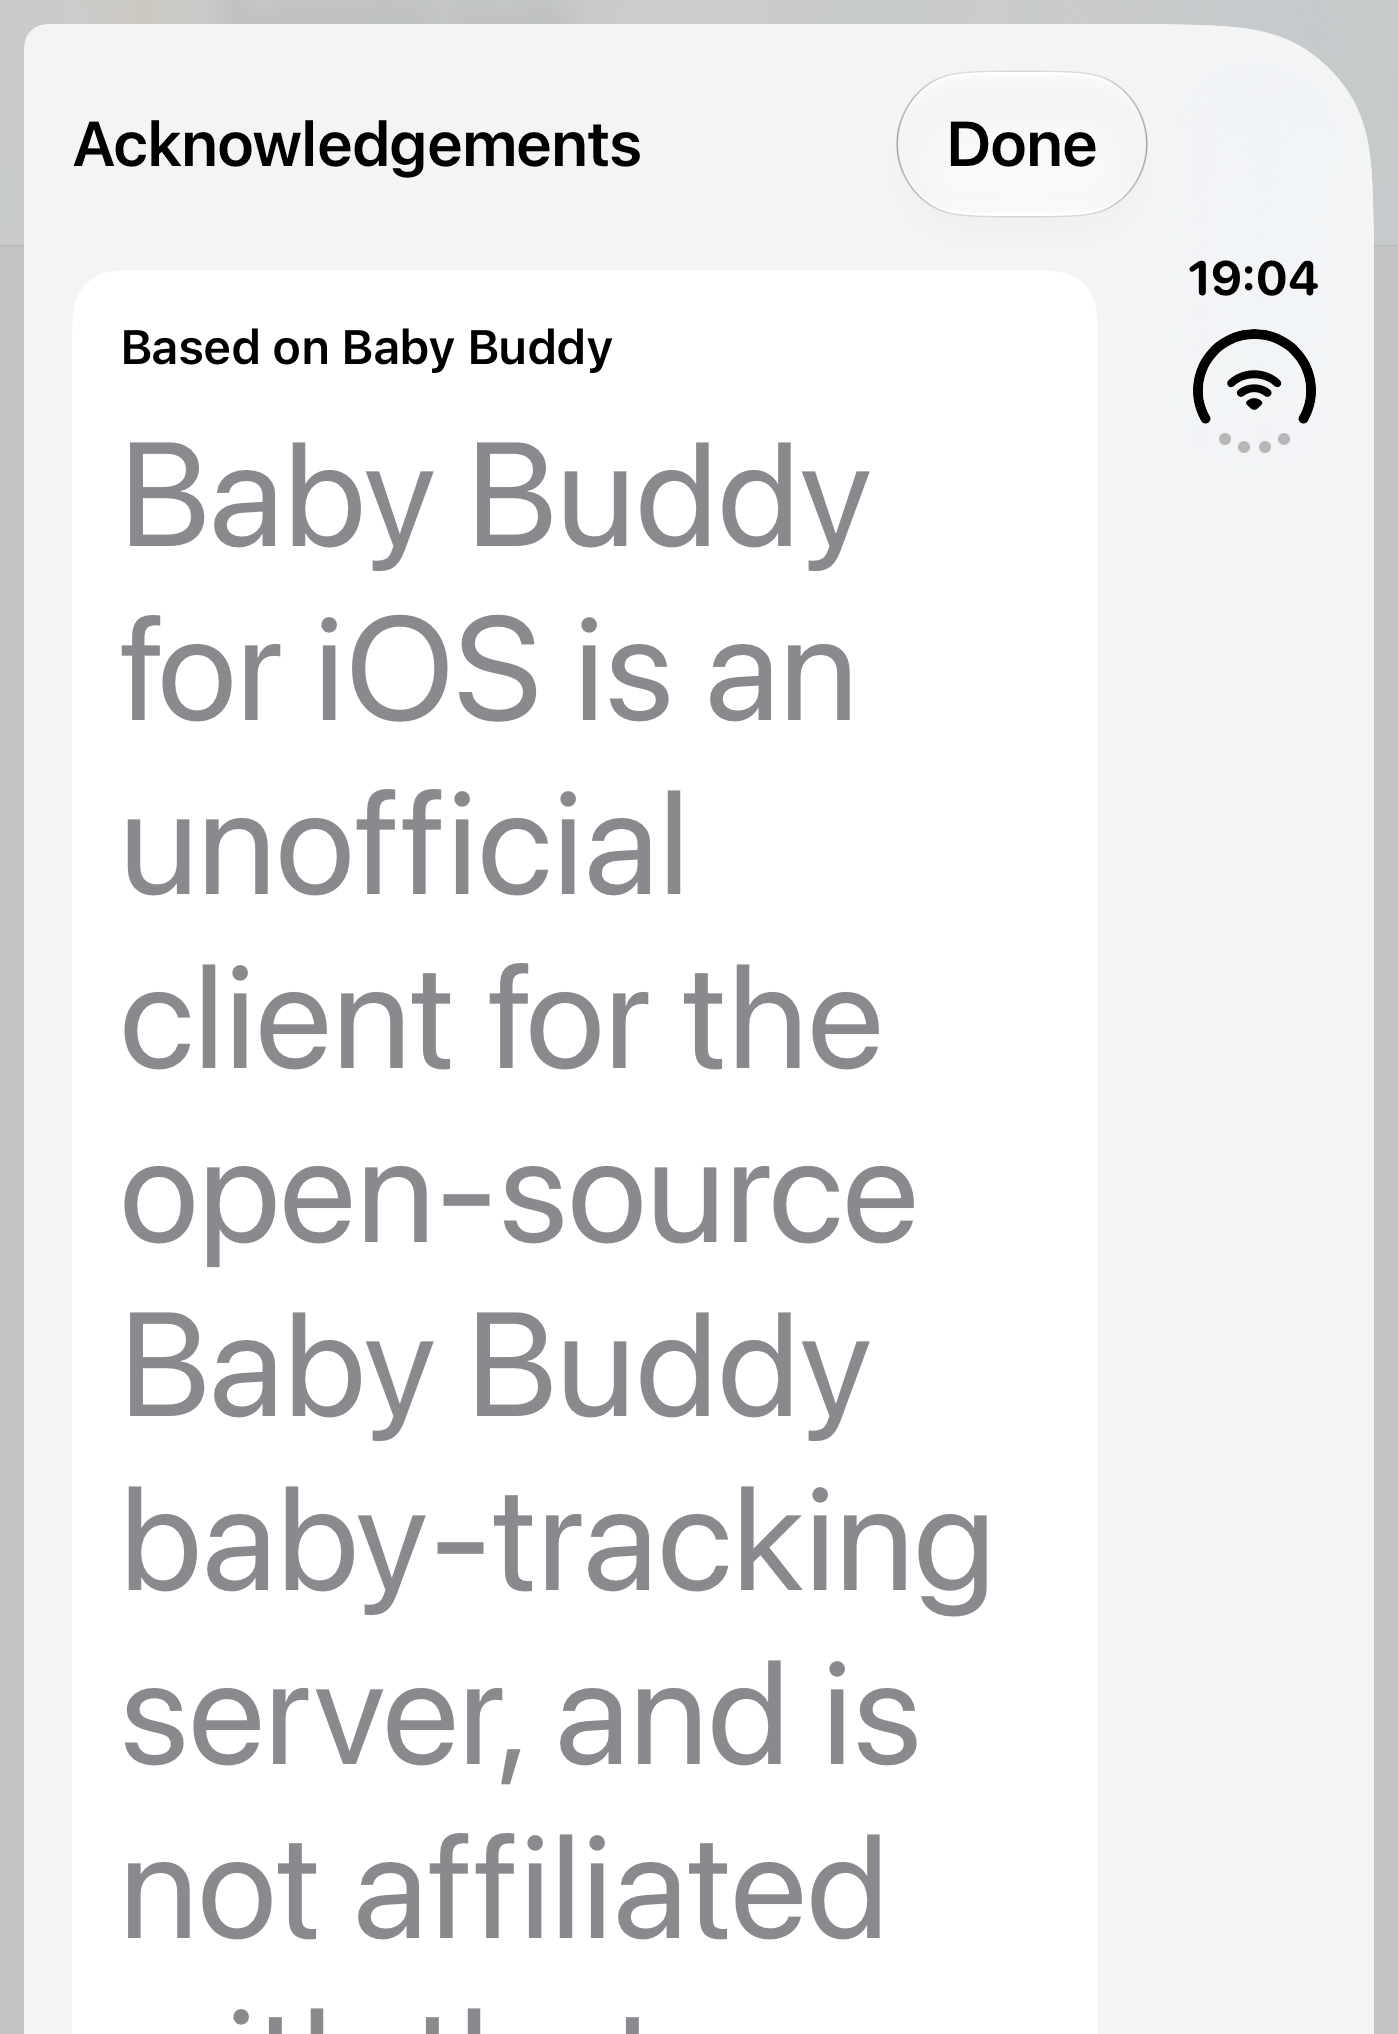 Acknowledgements
Done
19:04
Based on Baby Buddy
Baby Buddy
for iOS is an
unofficial
client for the
open-source
Baby Buddy
baby-tracking
server, and is
not affiliated